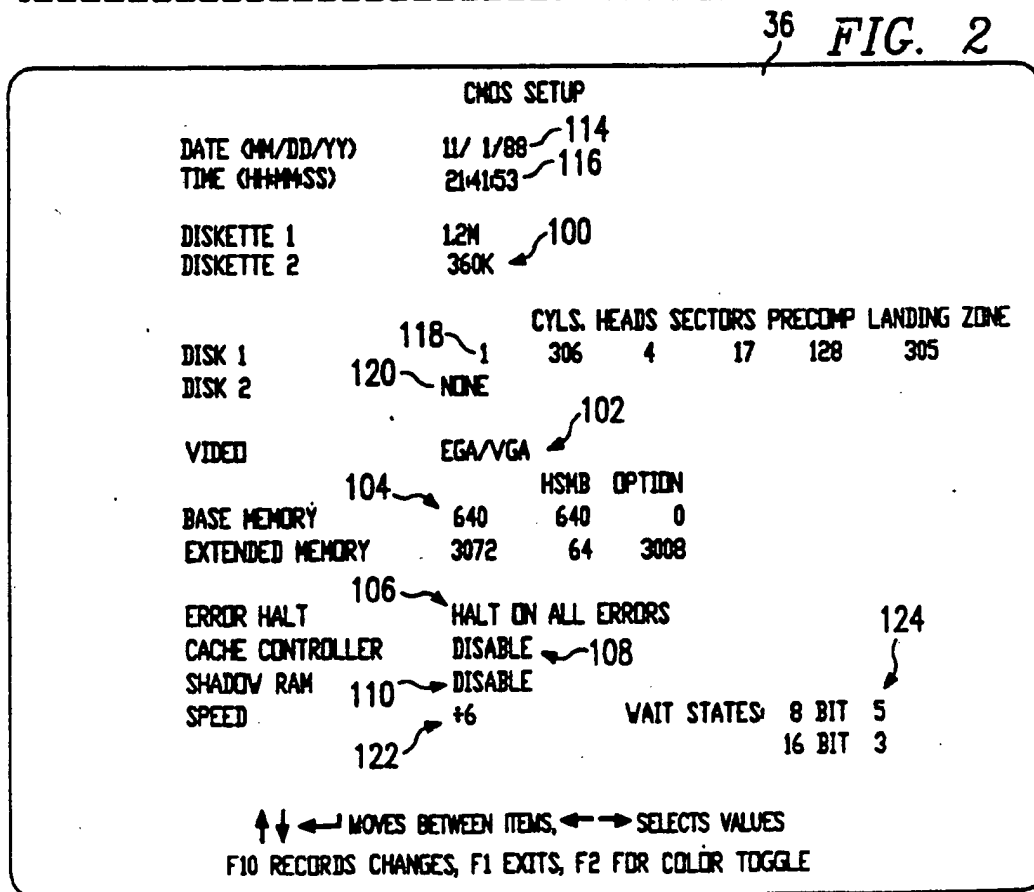 36 FIG. 2
CMOS SETUP
DATE (MM/DD/YY) 11/ 1/88 114
TIME (HH:MM:SS) 21:41:53 116
DISKETTE 1 1.2M 100
DISKETTE 2 360K
CYLS. HEADS SECTORS PRECOMP LANDING ZONE
118
DISK 1 1 306 4 17 128 305
DISK 2 120 NONE
102
VIDEO EGA/VGA
104 HSMB OPTION
BASE MEMORY 640 640 0
EXTENDED MEMORY 3072 64 3008
106
ERROR HALT HALT ON ALL ERRORS 124
CACHE CONTROLLER DISABLE 108
SHADOW RAM 110 DISABLE
SPEED ÷6 WAIT STATES: 8 BIT 5
122 16 BIT 3
↑↓ ↵ MOVES BETWEEN ITEMS, ← → SELECTS VALUES
F10 RECORDS CHANGES, F1 EXITS, F2 FOR COLOR TOGGLE